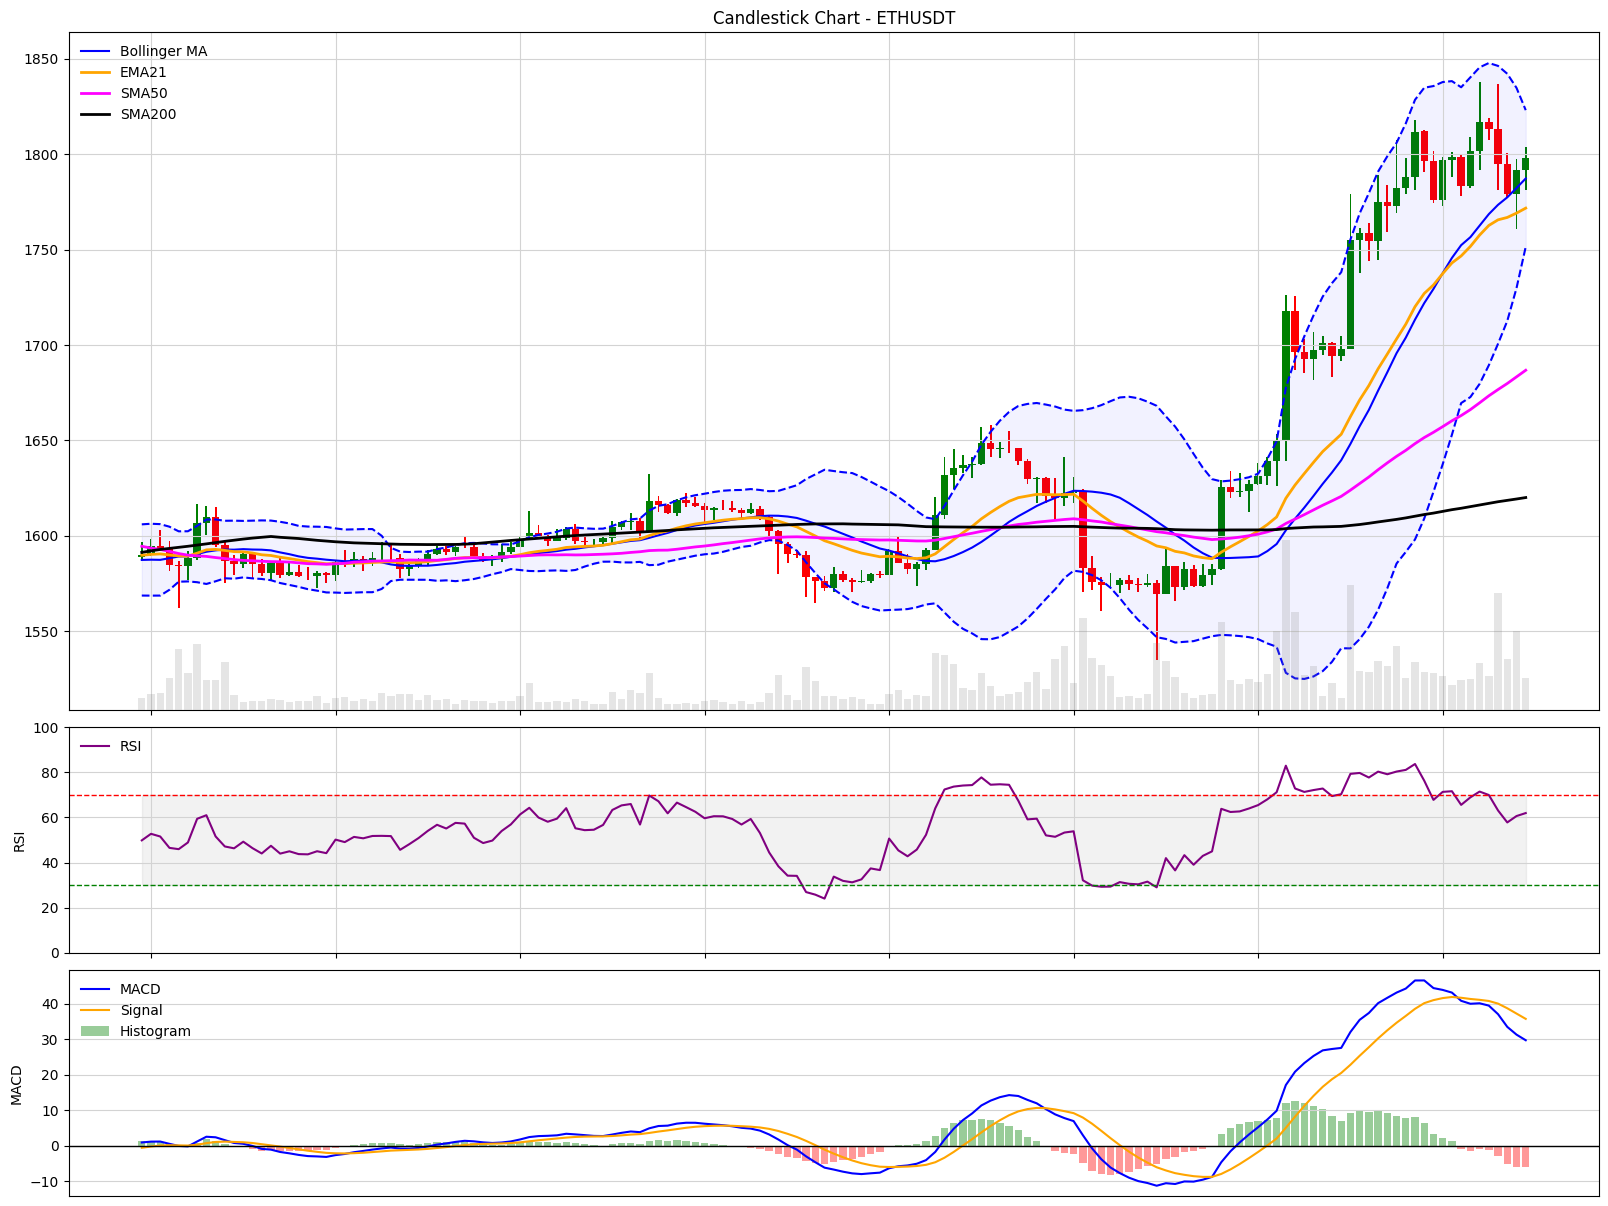 Candlestick Chart - ETHUSDT
Bollinger MA
EMA21
SMA50
SMA200
1850
1800
1750
1700
1650
1600
1550
RSI
100
80
60
40
20
0
RSI
MACD
Signal
Histogram
40
30
20
10
0
−10
MACD